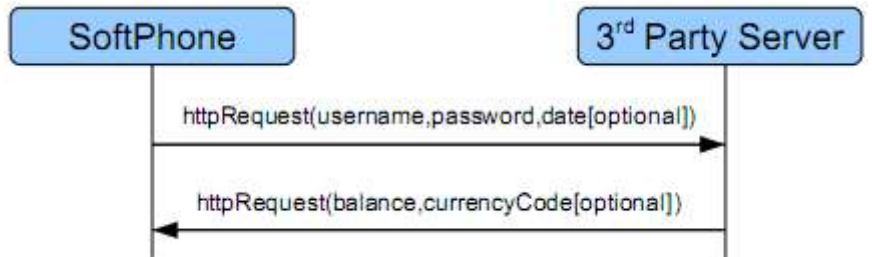 SoftPhone
3rd Party Server
httpRequest(username,password,date[optional])
httpRequest(balance,currencyCode[optional])